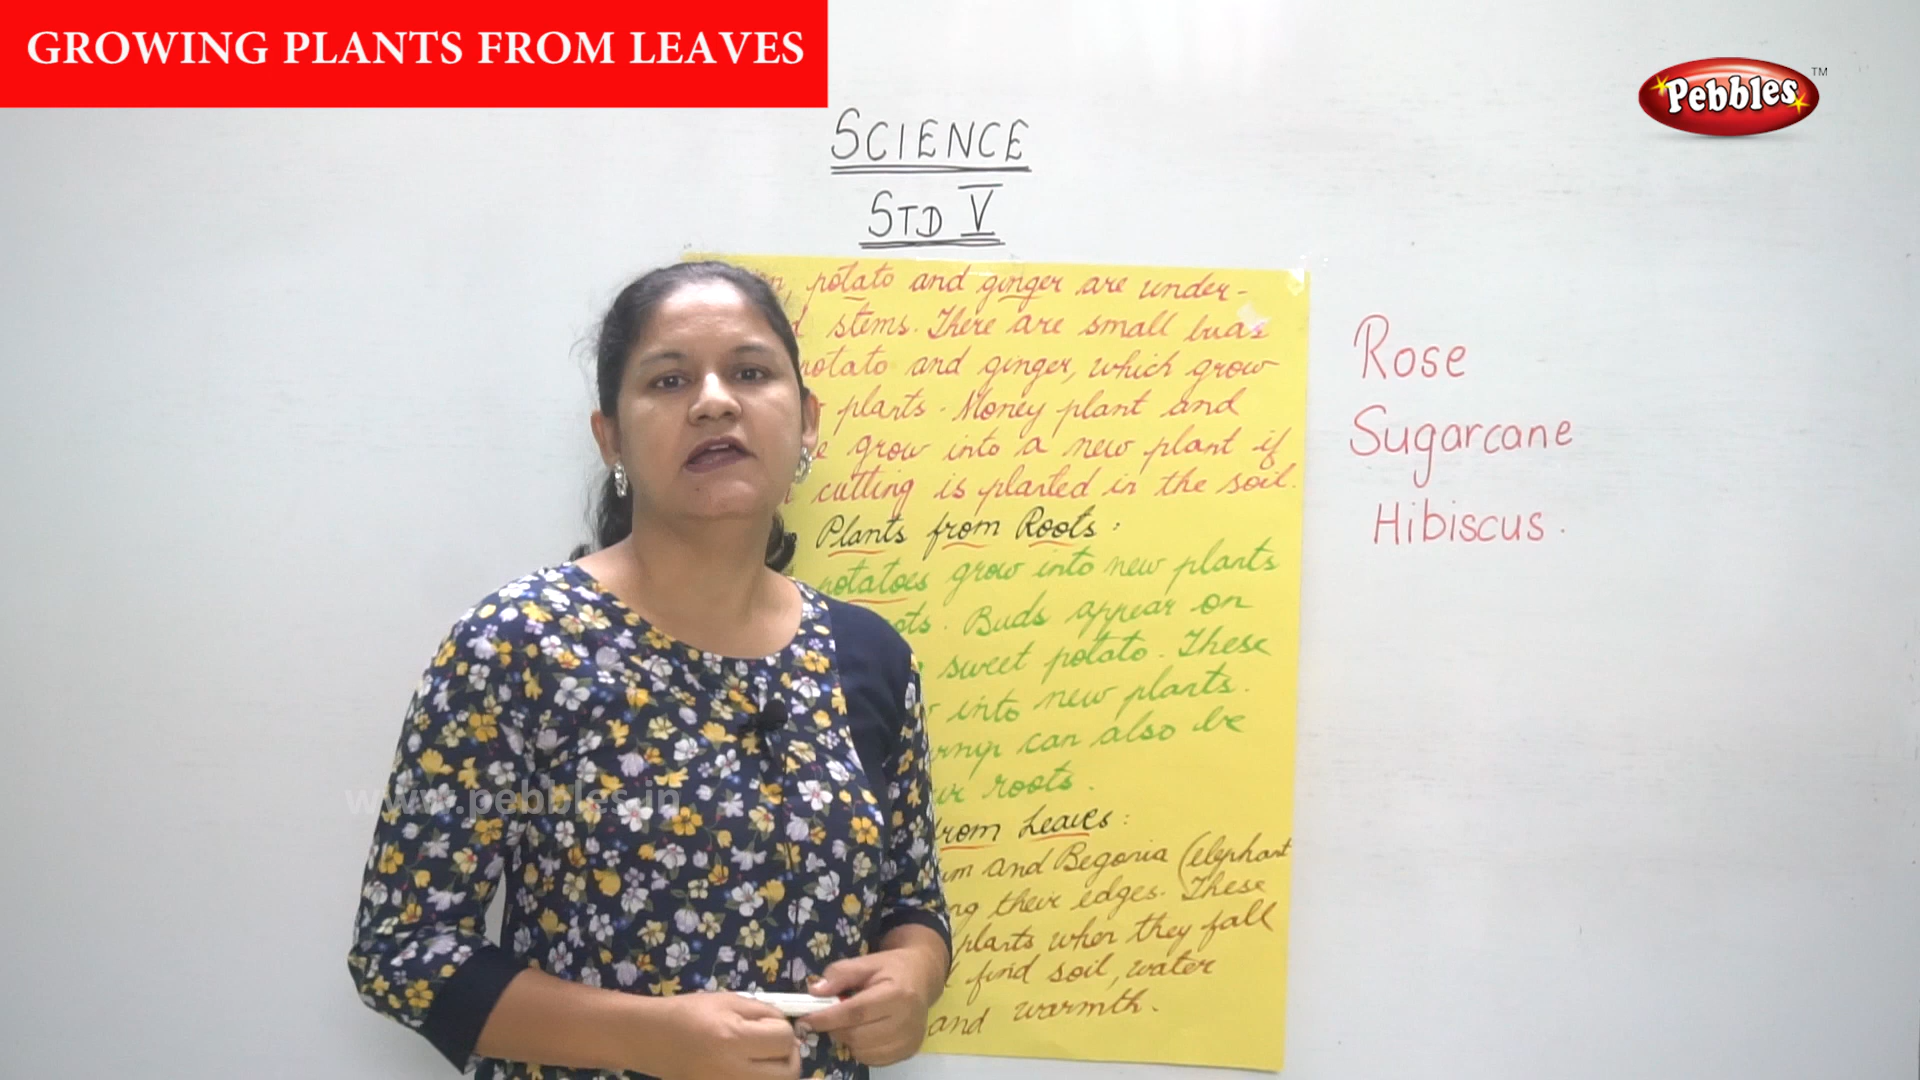 GROWING PLANTS FROM LEAVES
Pebbles TM
SCIENCE
STD V
potato and ginger are under-
stems. There are small buds
potato and ginger, which grow
plants. Money plant and
grow into a new plant if
cutting is planted in the soil.
Plants from Roots:
potatoes grow into new plants
Buds appear on
sweet potato. These
into new plants.
can also be
roots.
from Leaves:
and Begonia (elephant
their edges. These
plants when they fall
find soil, water
and warmth.
Rose
Sugarcane
Hibiscus.
www.pebbles.in